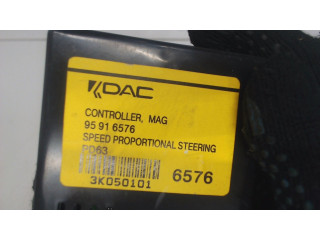 KDAC
CONTROLLER, MAG
95 91 6576
SPEED PROPORTIONAL STEERING
PD63
3K050101
6576